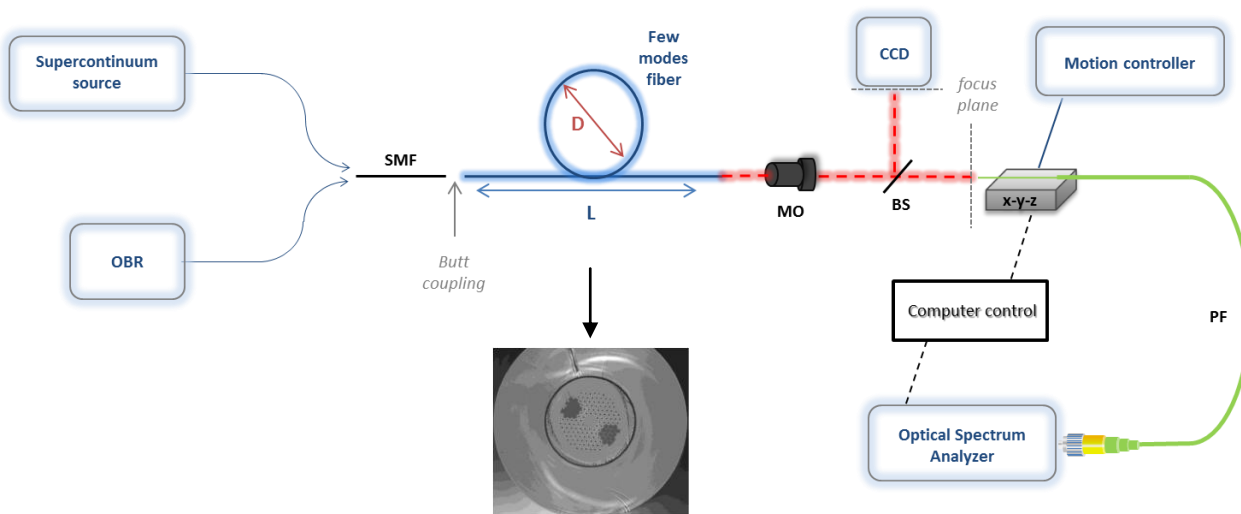 Supercontinuum
source
OBR
SMF
Butt
coupling
Few
modes
fiber
D
L
MO
CCD
BS
focus
plane
Motion controller
x-y-z
Computer control
PF
Optical Spectrum
Analyzer